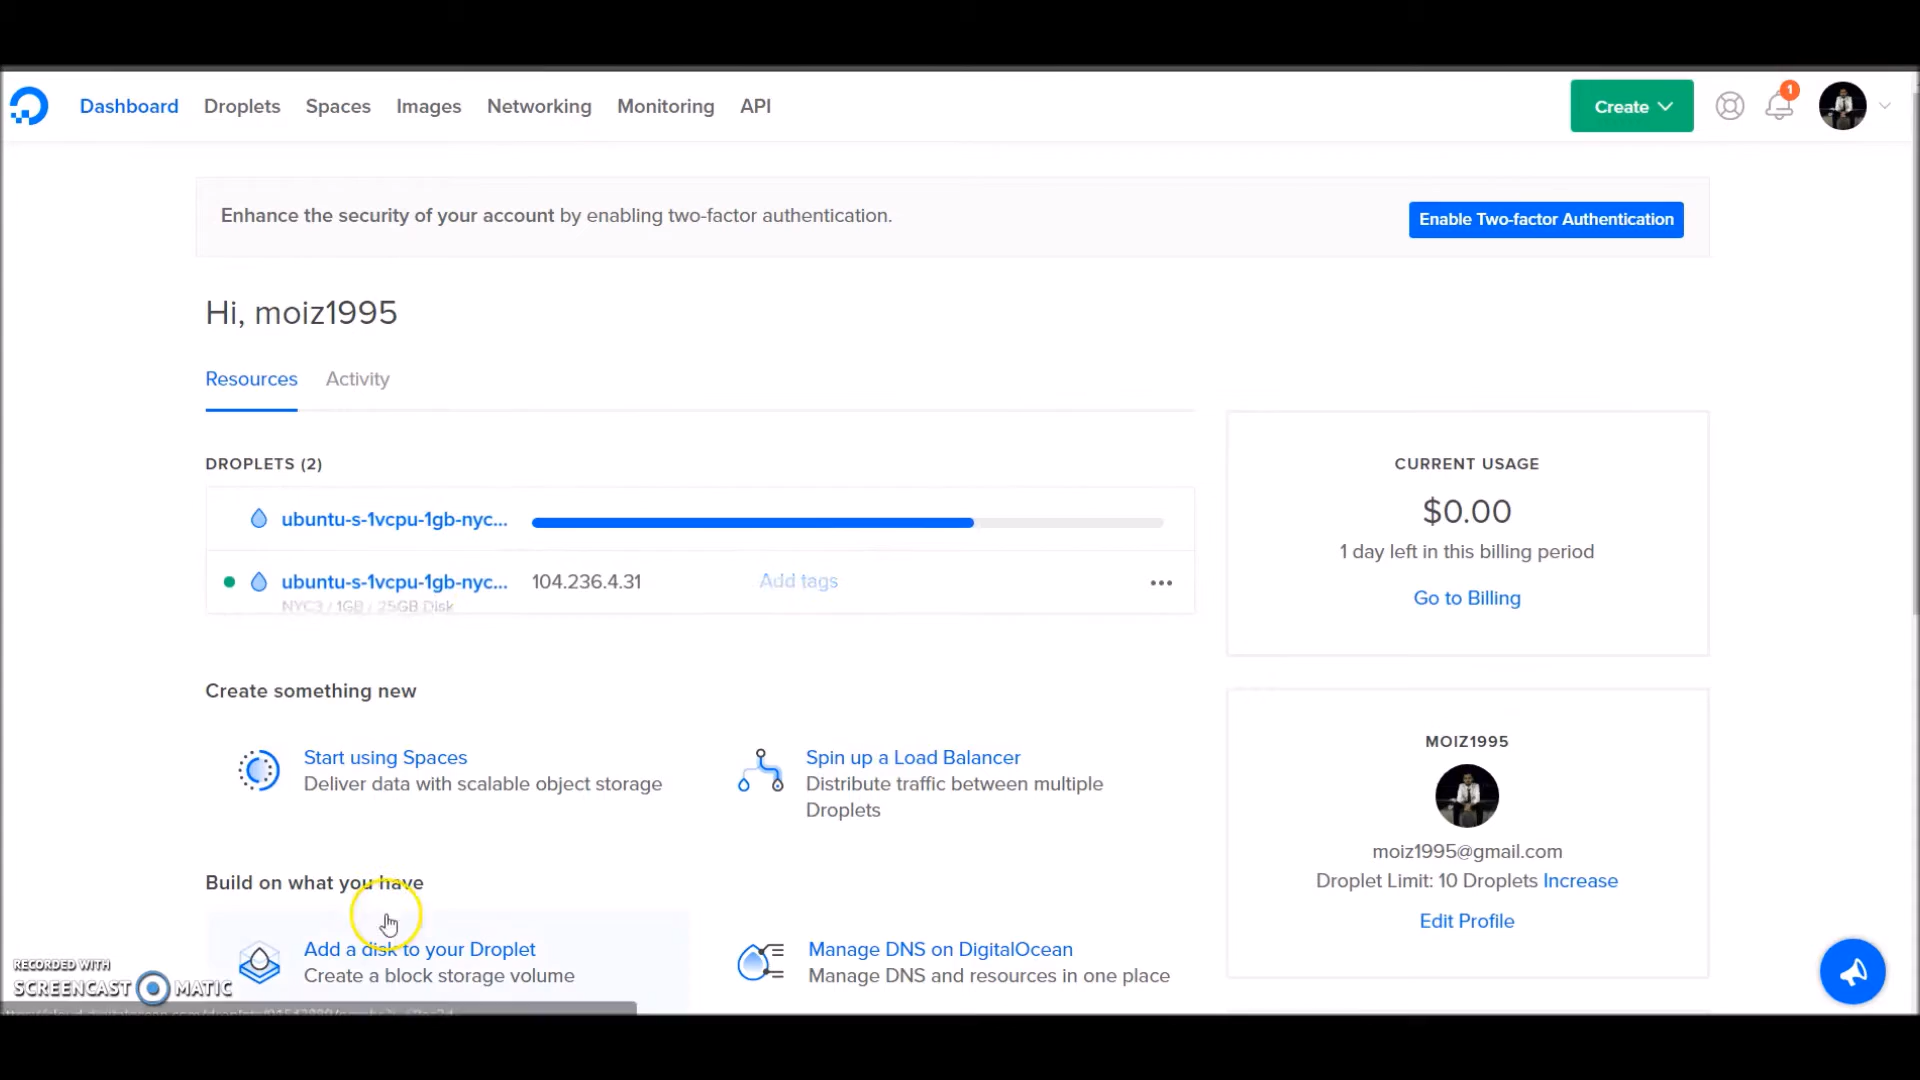 Dashboard Droplets Spaces Images Networking Monitoring API Create 1
Enhance the security of your account by enabling two-factor authentication. Enable Two-factor Authentication
Hi, moiz1995
Resources Activity
DROPLETS (2)
ubuntu-s-1vcpu-1gb-nyc...
ubuntu-s-1vcpu-1gb-nyc... 104.236.4.31 Add tags
NYC3 / 1GB / 25GB Disk
CURRENT USAGE
$0.00
1 day left in this billing period
Go to Billing
Create something new
Start using Spaces
Deliver data with scalable object storage
Spin up a Load Balancer
Distribute traffic between multiple
Droplets
MOIZ1995
moiz1995@gmail.com
Droplet Limit: 10 Droplets Increase
Edit Profile
Build on what you have
Add a disk to your Droplet
Create a block storage volume
Manage DNS on DigitalOcean
Manage DNS and resources in one place
RECORDED WITH
SCREENCAST MATIC